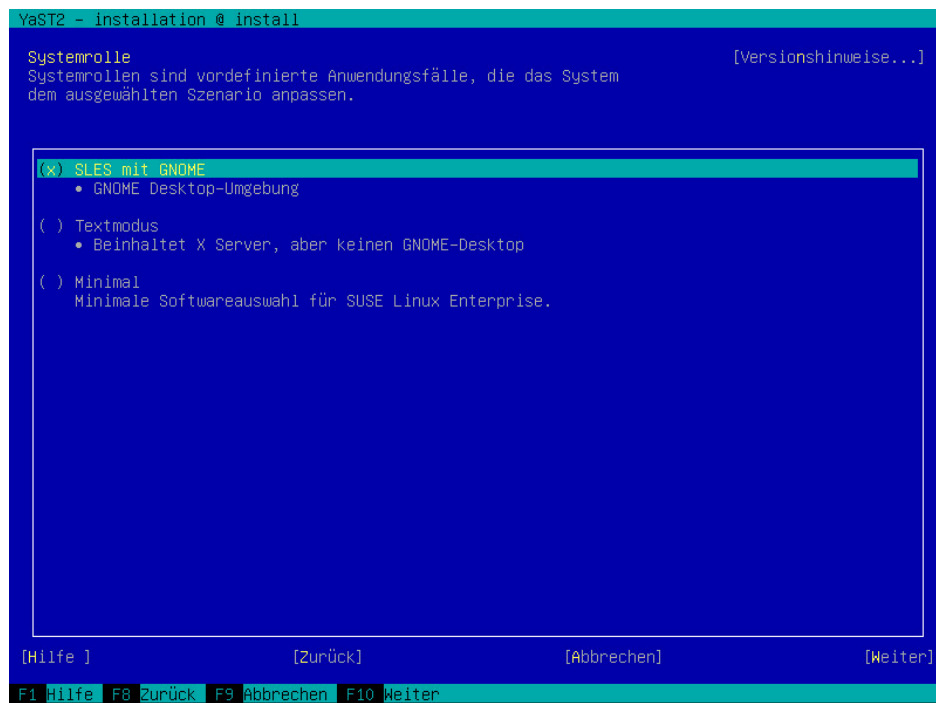 YaST2 - installation @ install
Systemrolle [Versionshinweise...]
Systemrollen sind vordefinierte Anwendungsfälle, die das System
dem ausgewählten Szenario anpassen.
(x) SLES mit GNOME
• GNOME Desktop-Umgebung
( ) Textmodus
• Beinhaltet X Server, aber keinen GNOME-Desktop
( ) Minimal
Minimale Softwareauswahl für SUSE Linux Enterprise.
[Hilfe ] [Zurück] [Abbrechen] [Weiter]
F1 Hilfe F8 Zurück F9 Abbrechen F10 Weiter